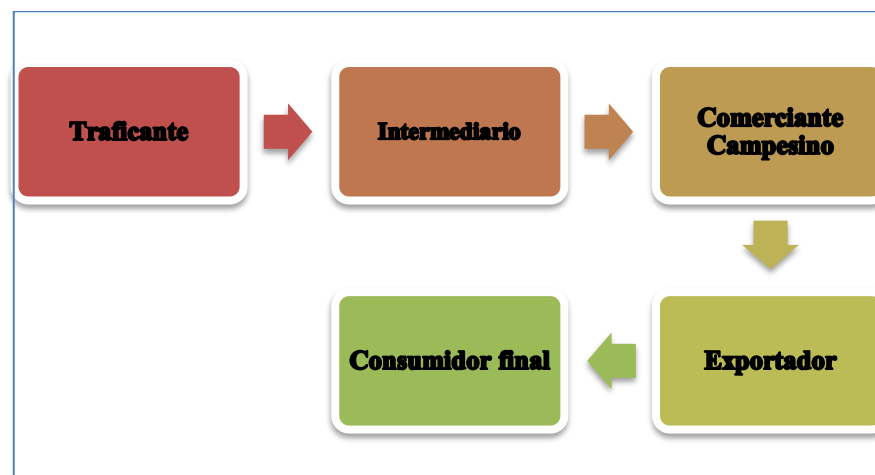 Traficante
Intermediario
Comerciante
Campesino
Consumidor final
Exportador